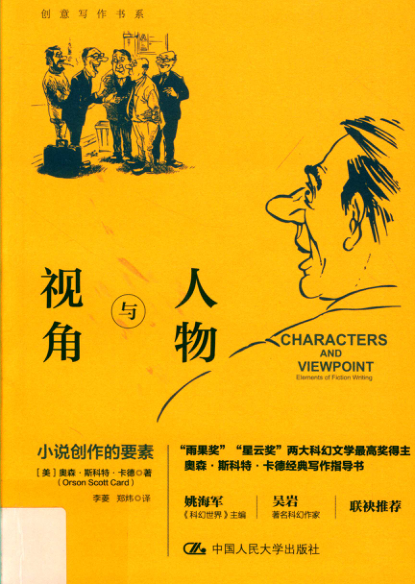 创意写作书系
人物
与
视角
CHARACTERS
AND
VIEWPOINT
Elements of Fiction Writing
小说创作的要素
[美] 奥森·斯科特·卡德◎著
(Orson Scott Card)
李菱 郑炜◎译
“雨果奖”“星云奖”两大科幻文学最高奖得主
奥森·斯科特·卡德经典写作指导书
姚海军
《科幻世界》主编
吴岩
著名科幻作家
联袂推荐
中国人民大学出版社